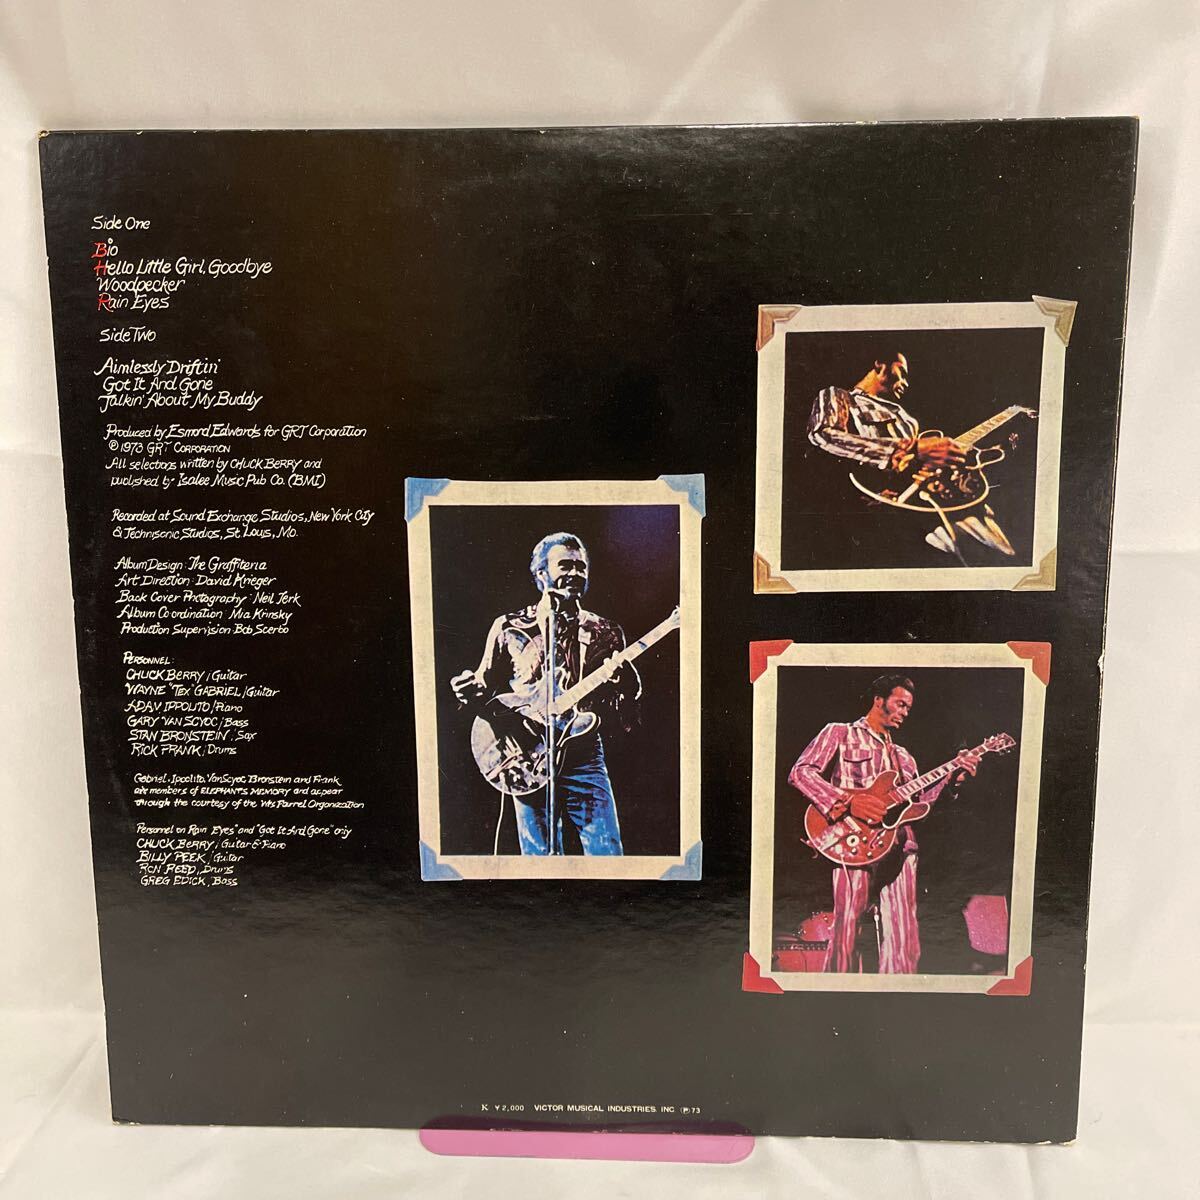 Side One
Bio
Hello Little Girl, Goodbye
Woodpecker
Rain Eyes
Side Two
Aimlessly Driftin'
Got It And Gone
Talkin' About My Buddy
Produced by Esmond Edwards for GRT Corporation
Ⓟ 1973 GRT CORPORATION
All selections written by CHUCK BERRY and
published by Isalee Music Pub Co. (BMI)
Recorded at Sound Exchange Studios, New York City
& Technisonic Studios, St. Louis, Mo.
Album Design: The Graffiteria
Art Direction: David Krieger
Back Cover Photography: Neil Terk
Album Co-ordination: Mia Krinsky
Production Supervision Bob Scerbo
PERSONNEL:
CHUCK BERRY/Guitar
WAYNE "TEX" GABRIEL/Guitar
ADAM IPPOLITO/Piano
GARY VAN SCYOC/Bass
STAN BRONSTEIN/Sax
RICK FRANK/Drums
Gabriel, Ippolito, VanScyoc, Bronstein and Frank
are members of ELEPHANT'S MEMORY and appear
through the courtesy of the Wes Farrel Organization
Personnel on "Rain Eyes" and "Got It And Gone" only
CHUCK BERRY/Guitar & Piano
BILLY PEEK/Guitar
RON REED, Drums
GREG EDICK, Bass
K ¥2,000 VICTOR MUSICAL INDUSTRIES. INC Ⓟ73